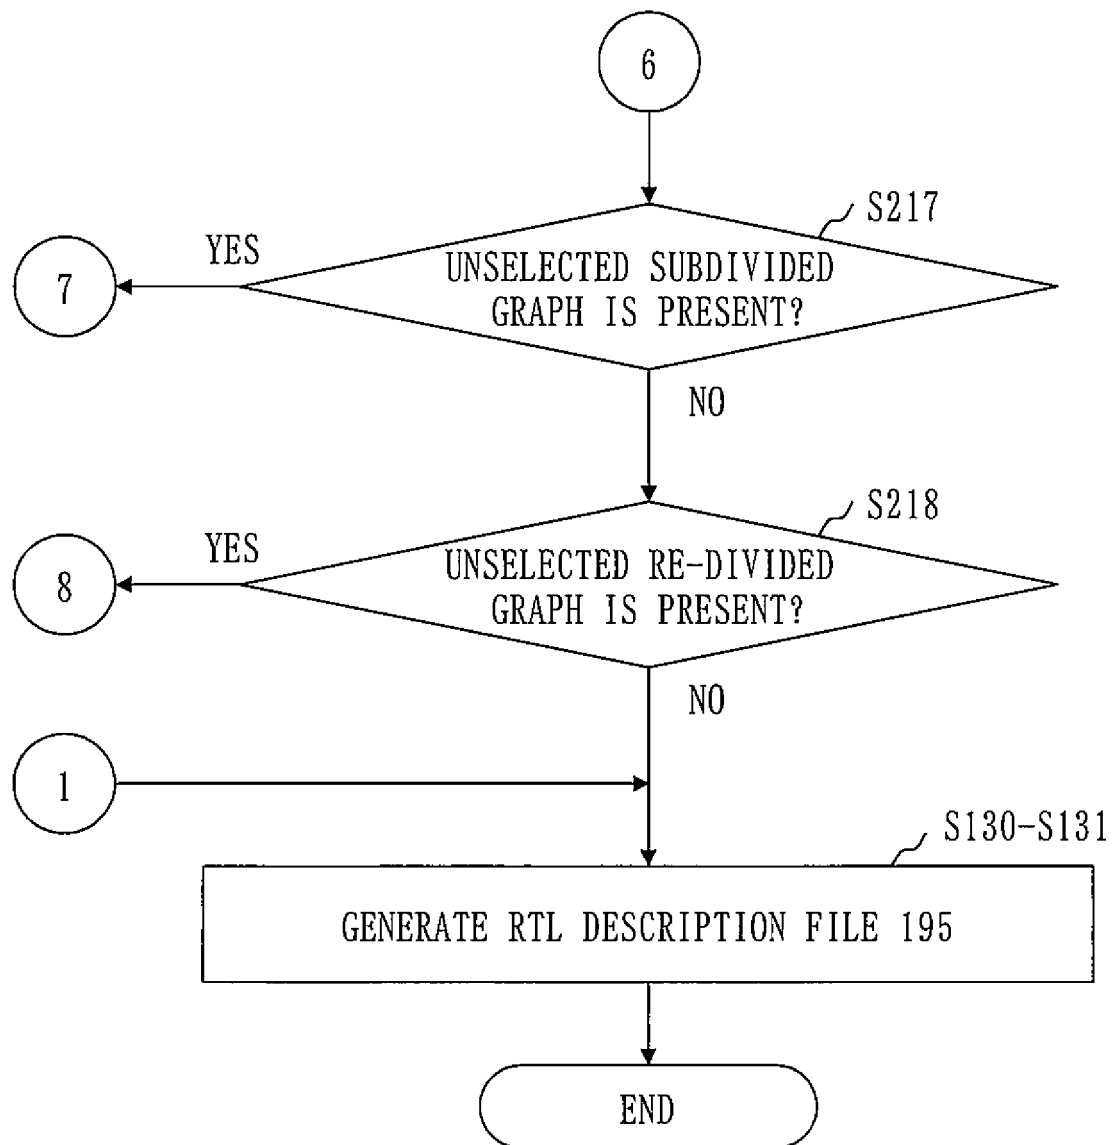 6
S217
YES
7
UNSELECTED SUBDIVIDED
GRAPH IS PRESENT?
NO
S218
YES
8
UNSELECTED RE-DIVIDED
GRAPH IS PRESENT?
NO
1
S130-S131
GENERATE RTL DESCRIPTION FILE 195
END